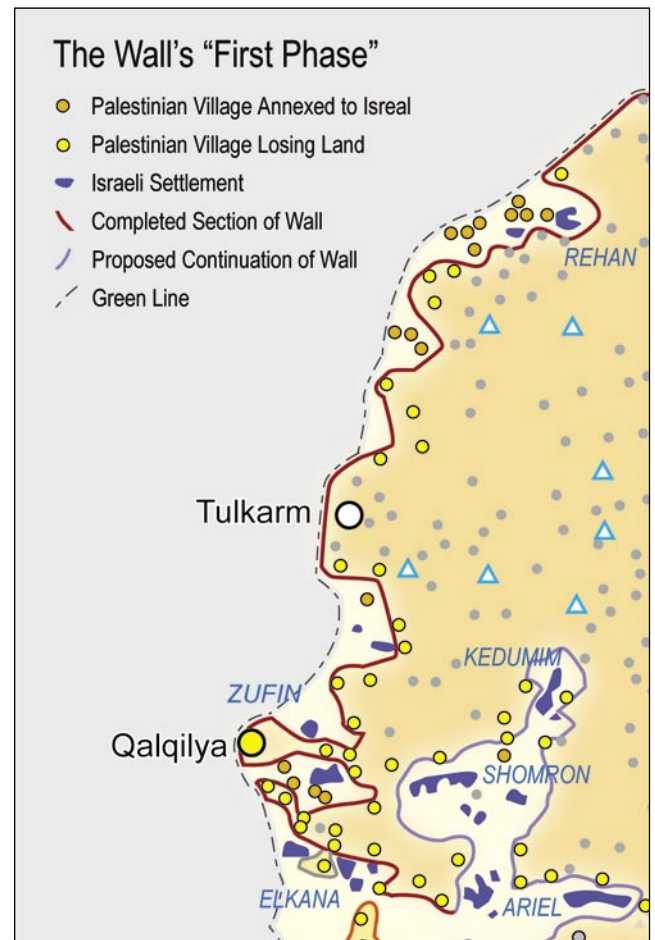 The Wall's “First Phase”
Palestinian Village Annexed to Isreal
Palestinian Village Losing Land
Israeli Settlement
Completed Section of Wall
Proposed Continuation of Wall
Green Line
REHAN
Tulkarm
KEDUMIM
ZUFIN
Qalqilya
SHOMRON
ELKANA
ARIEL